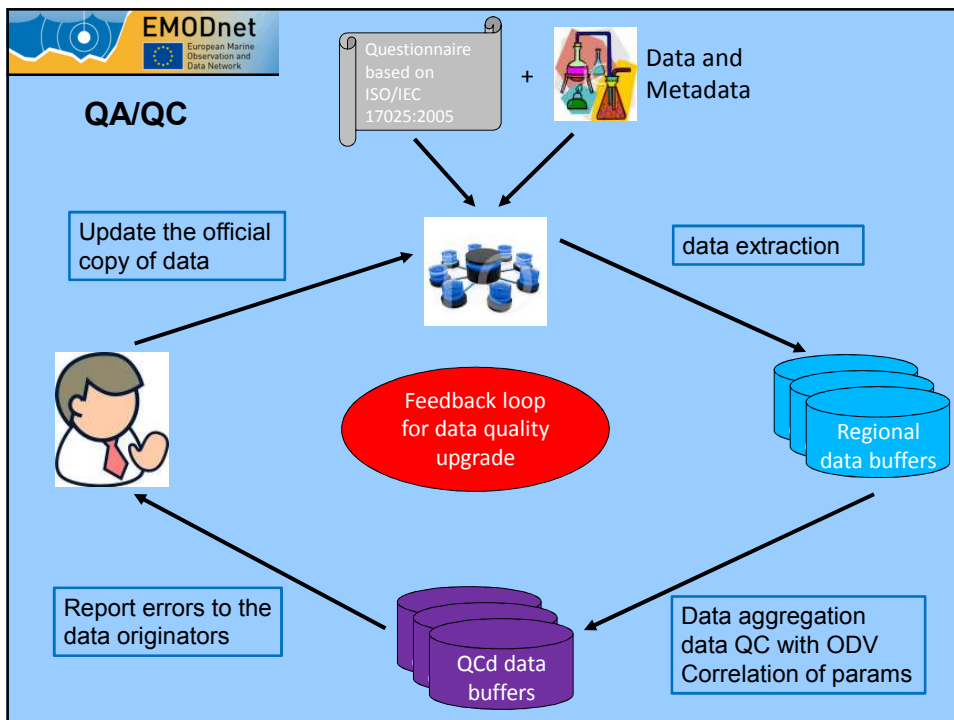 EMODnet
European Marine
Observation and
Data Network
QA/QC
Questionnaire
based on
ISO/IEC
17025:2005
+
Data and
Metadata
Update the official
copy of data
data extraction
Feedback loop
for data quality
upgrade
Regional
data buffers
Report errors to the
data originators
QCd data
buffers
Data aggregation
data QC with ODV
Correlation of params